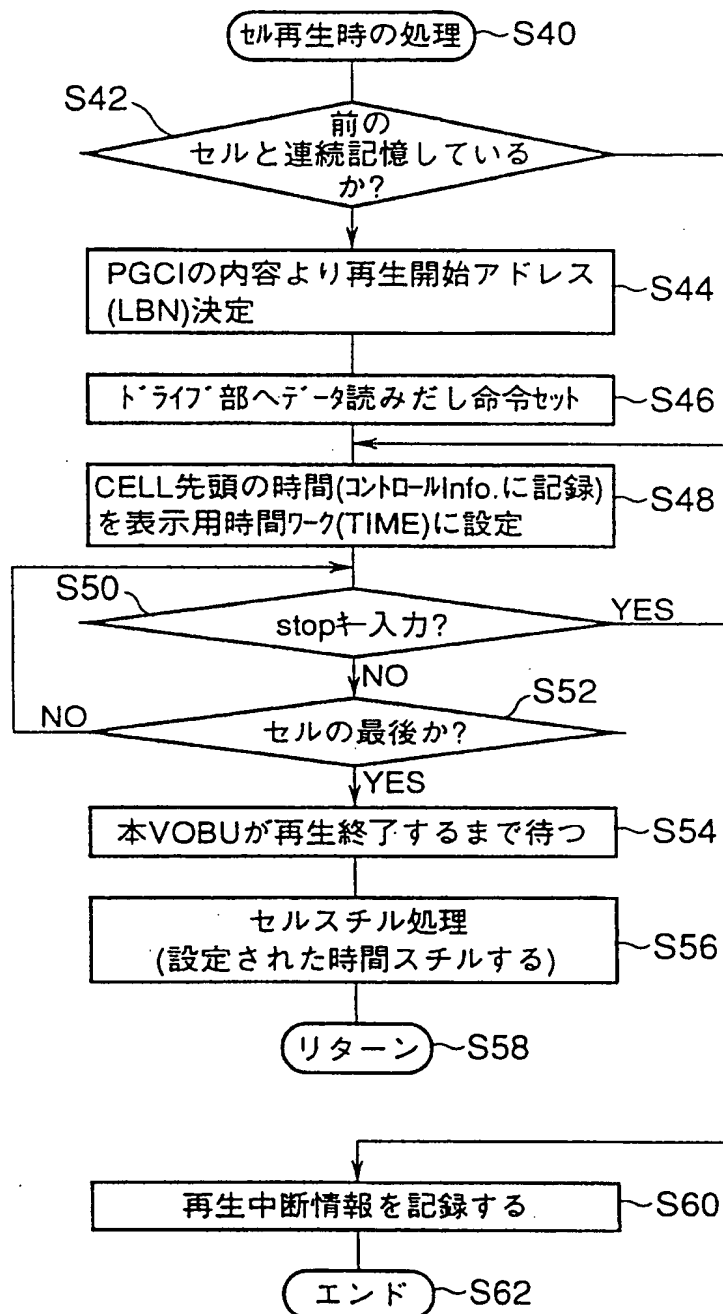 セル再生時の処理 S40
S42
前の
セルと連続記憶している
か?
PGCIの内容より再生開始アドレス
(LBN)決定
S44
ドライブ部へデータ読みだし命令セット S46
CELL先頭の時間(コントロールInfo.に記録)
を表示用時間ワーク(TIME)に設定
S48
S50
stopキー入力?
YES
NO
S52
セルの最後か?
NO
YES
本VOBUが再生終了するまで待つ S54
セルスチル処理
(設定された時間スチルする)
S56
リターン S58
再生中断情報を記録する S60
エンド S62